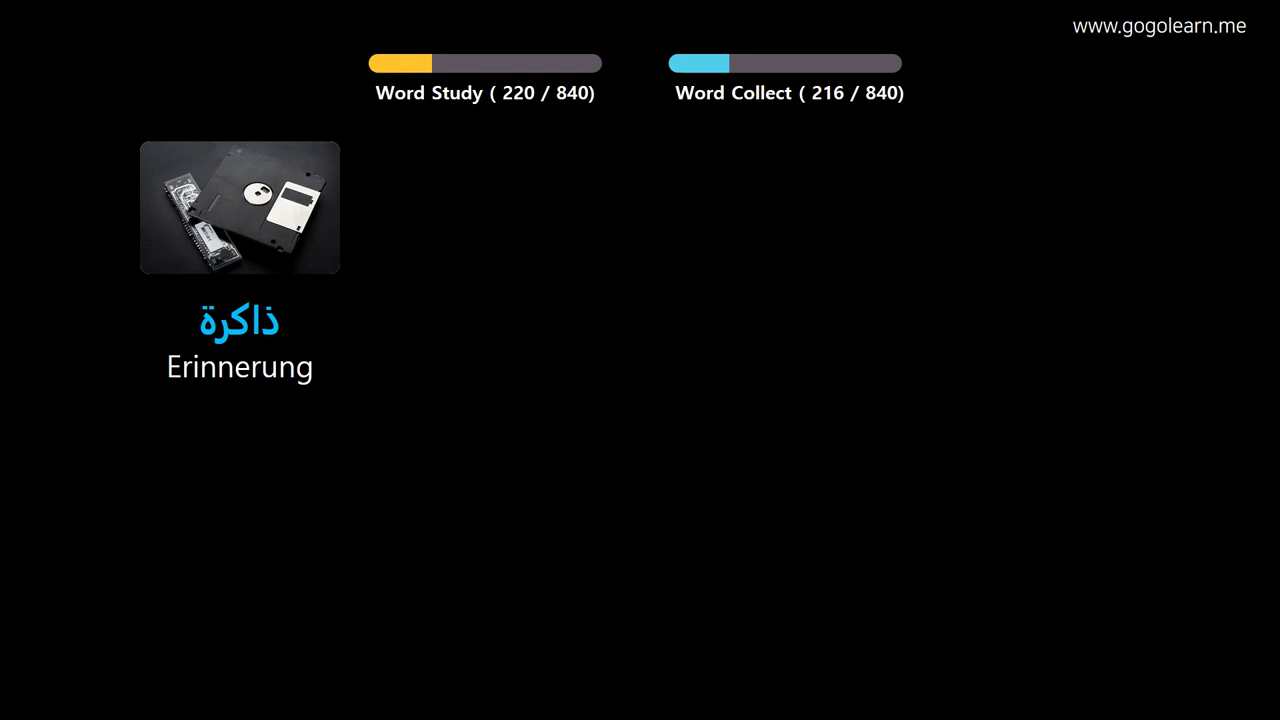 www.gogolearn.me
Word Study ( 220 / 840)
Word Collect ( 216 / 840)
ذاكرة
Erinnerung